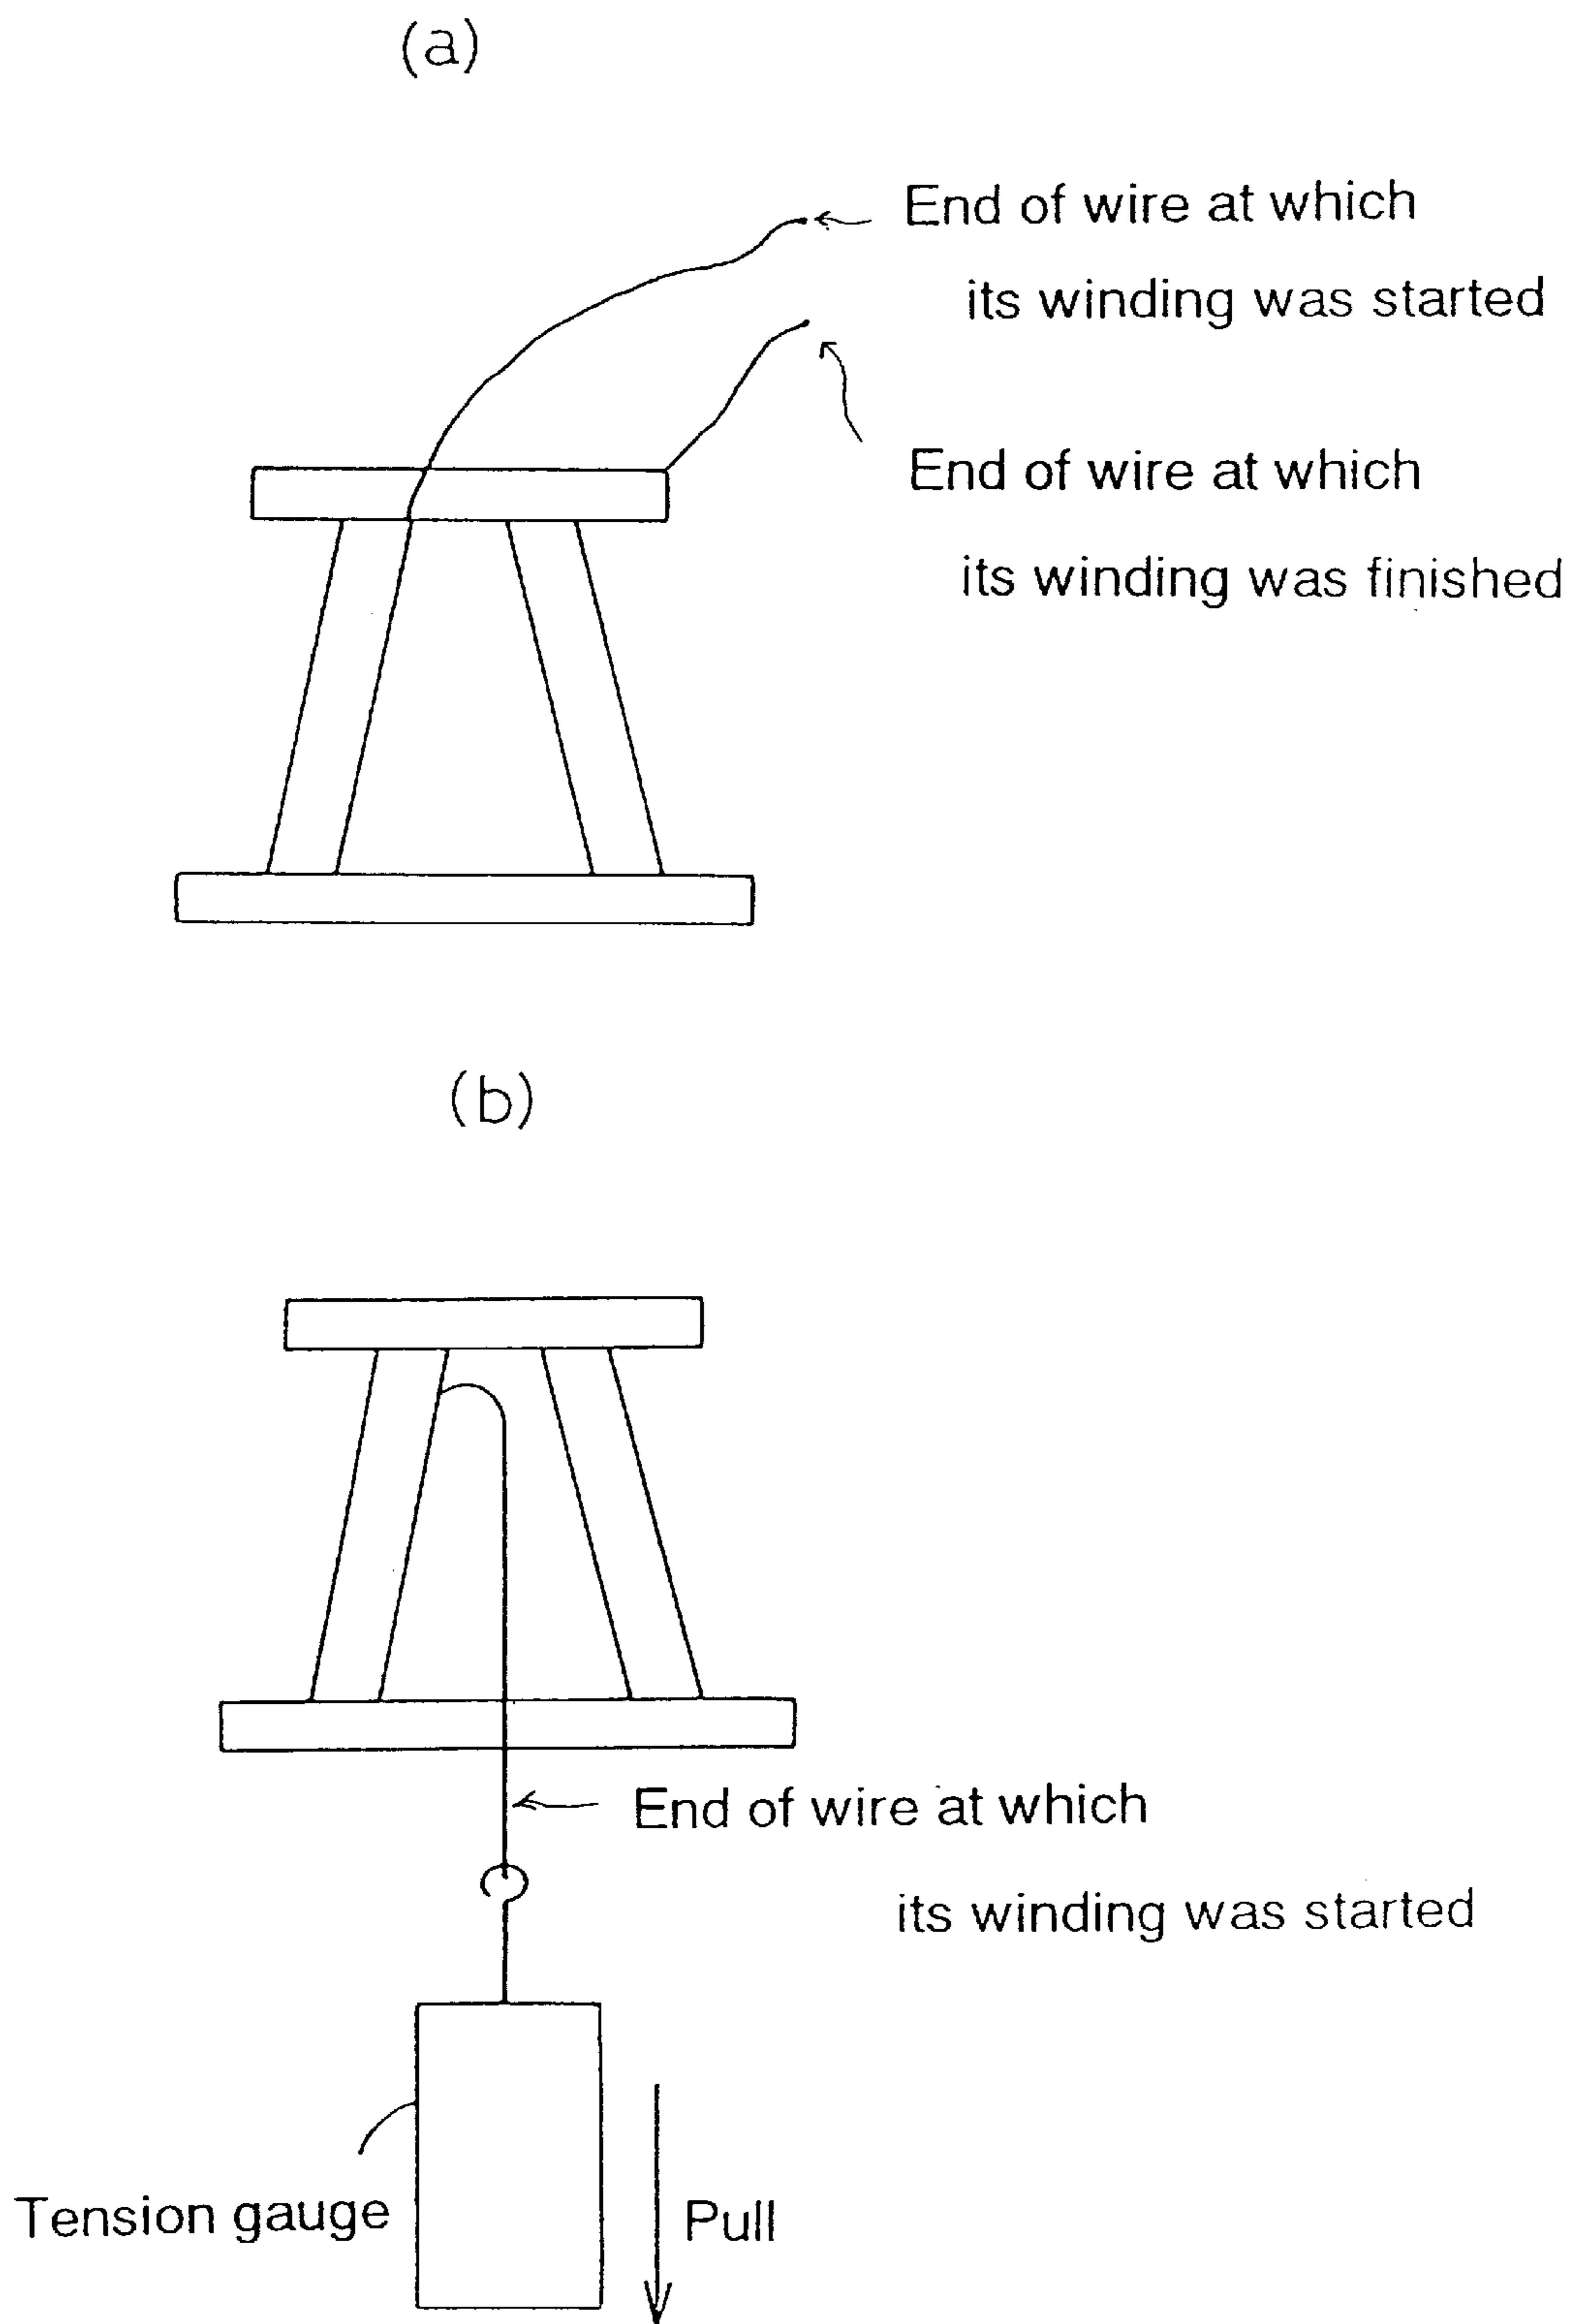 (a)
End of wire at which
its winding was started
End of wire at which
its winding was finished
(b)
End of wire at which
its winding was started
Tension gauge
Pull